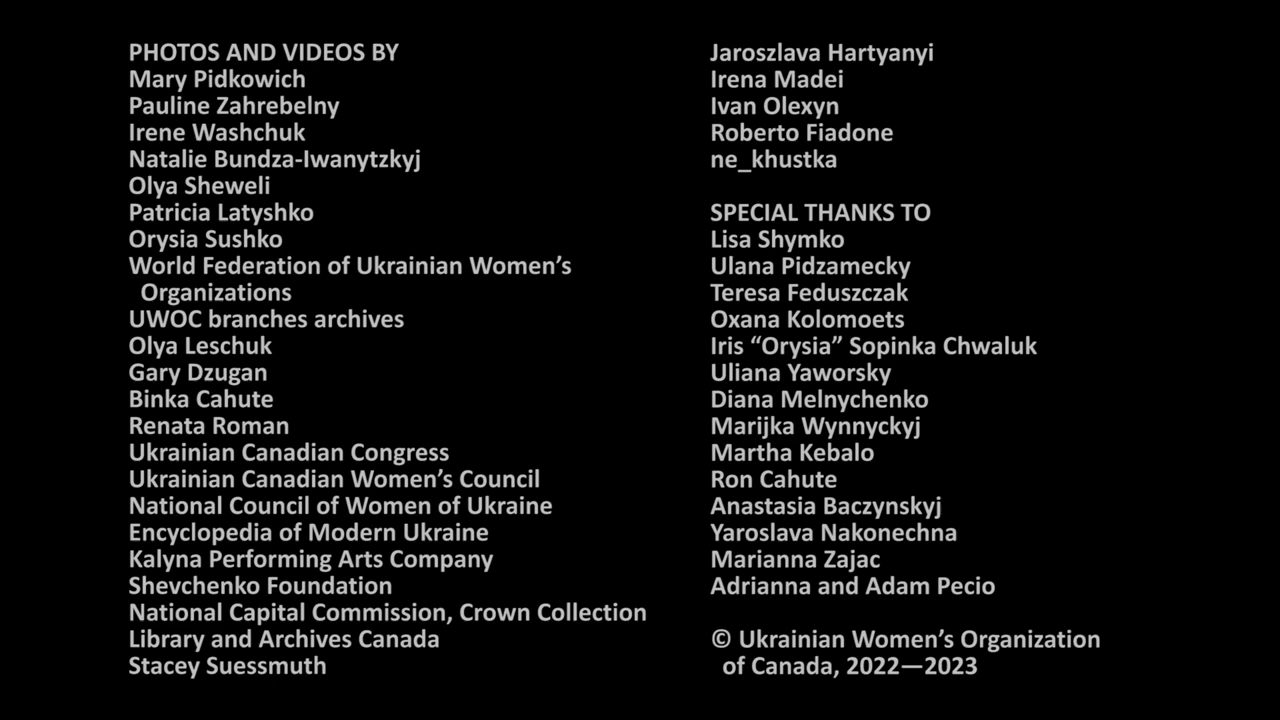 PHOTOS AND VIDEOS BY
Mary Pidkowich
Pauline Zahrebelny
Irene Washchuk
Natalie Bundza-Iwanytzkyj
Olya Sheweli
Patricia Latyshko
Orysia Sushko
World Federation of Ukrainian Women’s
Organizations
UWOC branches archives
Olya Leschuk
Gary Dzugan
Binka Cahute
Renata Roman
Ukrainian Canadian Congress
Ukrainian Canadian Women’s Council
National Council of Women of Ukraine
Encyclopedia of Modern Ukraine
Kalyna Performing Arts Company
Shevchenko Foundation
National Capital Commission, Crown Collection
Library and Archives Canada
Stacey Suessmuth
Jaroszlava Hartyanyi
Irena Madei
Ivan Olexyn
Roberto Fiadone
ne_khustka
SPECIAL THANKS TO
Lisa Shymko
Ulana Pidzamecky
Teresa Feduszczak
Oxana Kolomoets
Iris “Orysia” Sopinka Chwaluk
Uliana Yaworsky
Diana Melnychenko
Marijka Wynnyckyj
Martha Kebalo
Ron Cahute
Anastasia Baczynskyj
Yaroslava Nakonechna
Marianna Zajac
Adrianna and Adam Pecio
© Ukrainian Women’s Organization
of Canada, 2022—2023